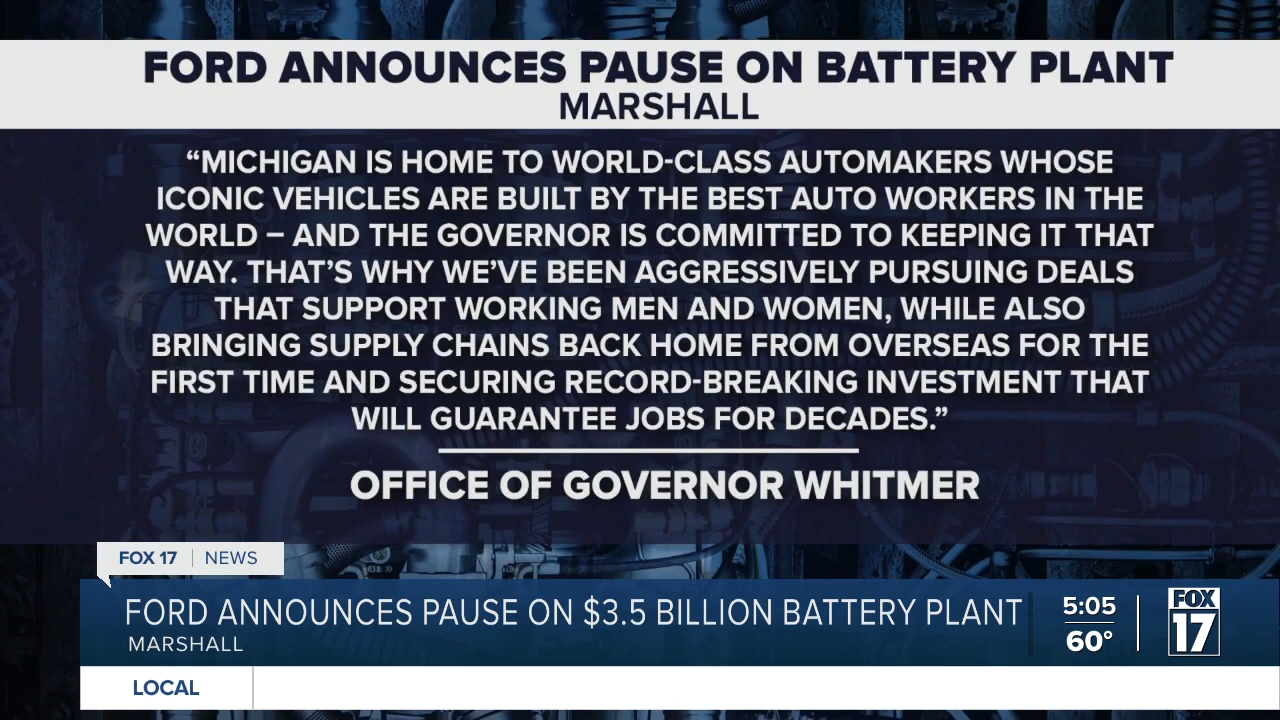 FORD ANNOUNCES PAUSE ON BATTERY PLANT
MARSHALL
“MICHIGAN IS HOME TO WORLD-CLASS AUTOMAKERS WHOSE
ICONIC VEHICLES ARE BUILT BY THE BEST AUTO WORKERS IN THE
WORLD – AND THE GOVERNOR IS COMMITTED TO KEEPING IT THAT
WAY. THAT’S WHY WE’VE BEEN AGGRESSIVELY PURSUING DEALS
THAT SUPPORT WORKING MEN AND WOMEN, WHILE ALSO
BRINGING SUPPLY CHAINS BACK HOME FROM OVERSEAS FOR THE
FIRST TIME AND SECURING RECORD-BREAKING INVESTMENT THAT
WILL GUARANTEE JOBS FOR DECADES.”
OFFICE OF GOVERNOR WHITMER
FOX 17 | NEWS
FORD ANNOUNCES PAUSE ON $3.5 BILLION BATTERY PLANT
MARSHALL
5:05
60°
FOX
17
LOCAL